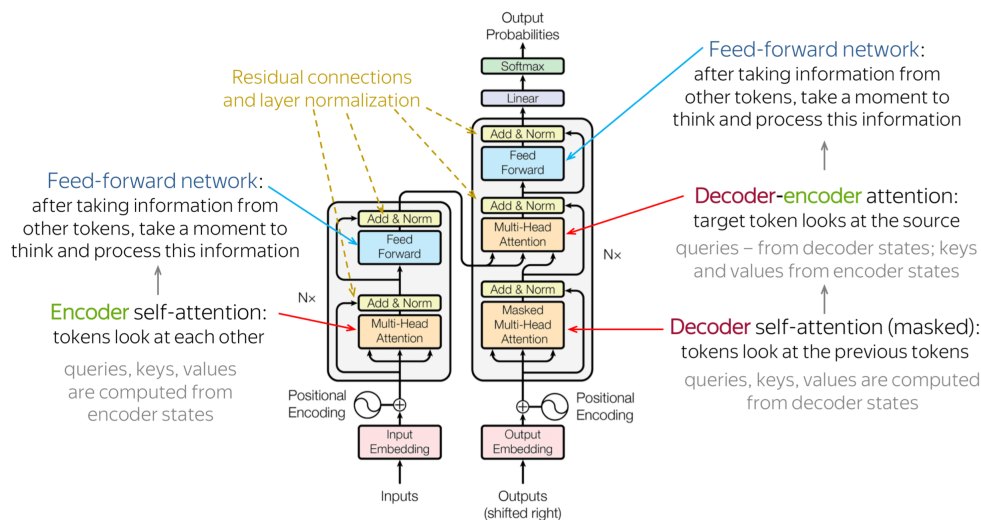 Output
Probabilities
Softmax
Linear
Add & Norm
Feed
Forward
Add & Norm
Multi-Head
Attention
Add & Norm
Masked
Multi-Head
Attention
N×
Positional
Encoding
Output
Embedding
Outputs
(shifted right)
Residual connections
and layer normalization
Add & Norm
Feed
Forward
N×
Add & Norm
Multi-Head
Attention
Positional
Encoding
Input
Embedding
Inputs
Feed-forward network:
after taking information from
other tokens, take a moment to
think and process this information
Encoder self-attention:
tokens look at each other
queries, keys, values
are computed from
encoder states
Feed-forward network:
after taking information from
other tokens, take a moment to
think and process this information
Decoder-encoder attention:
target token looks at the source
queries – from decoder states; keys
and values from encoder states
Decoder self-attention (masked):
tokens look at the previous tokens
queries, keys, values are computed
from decoder states